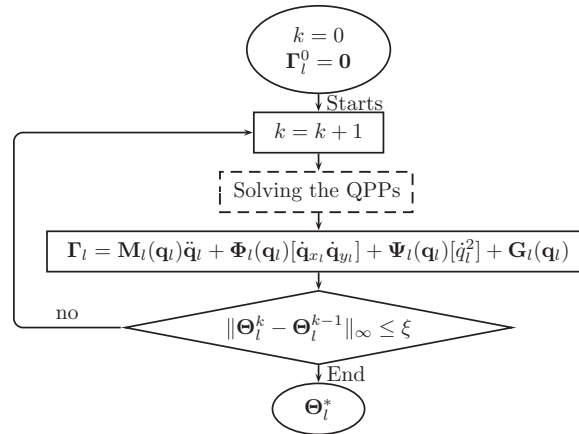 k = 0
Γ_l^0 = 0
Starts
k = k + 1
Solving the QPPs
Γ_l = M_l(q_l)q̈_l + Φ_l(q_l)[q̇_{x_l} q̇_{y_l}] + Ψ_l(q_l)[q̇_l^2] + G_l(q_l)
no
‖Θ_l^k − Θ_l^{k−1}‖_∞ ≤ ξ
End
Θ_l^*